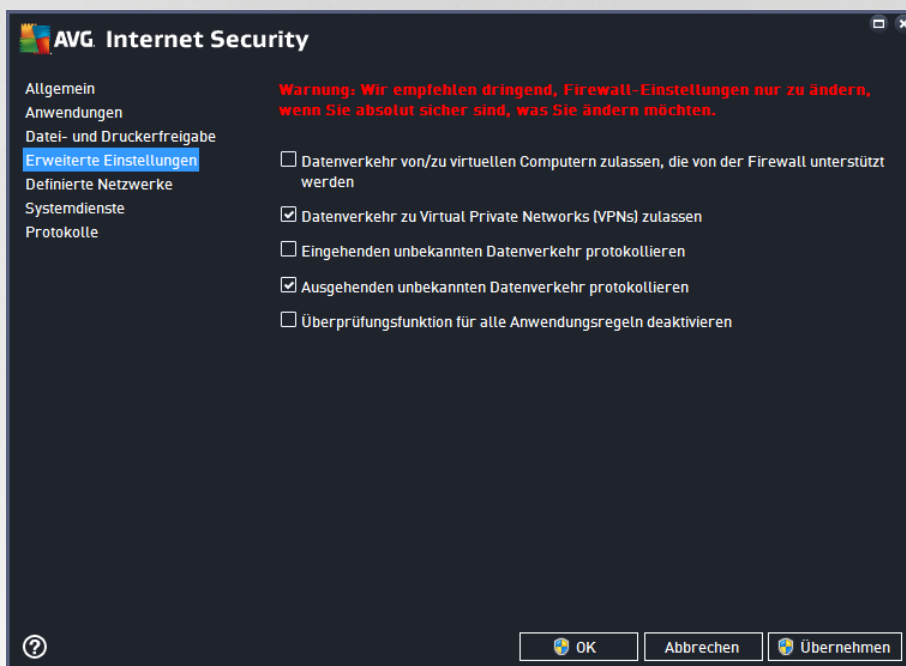 AVG. Internet Security
Allgemein
Anwendungen
Datei- und Druckerfreigabe
Erweiterte Einstellungen
Definierte Netzwerke
Systemdienste
Protokolle
Warnung: Wir empfehlen dringend, Firewall-Einstellungen nur zu ändern,
wenn Sie absolut sicher sind, was Sie ändern möchten.
Datenverkehr von/zu virtuellen Computern zulassen, die von der Firewall unterstützt
werden
Datenverkehr zu Virtual Private Networks (VPNs) zulassen
Eingehenden unbekannten Datenverkehr protokollieren
Ausgehenden unbekannten Datenverkehr protokollieren
Überprüfungsfunktion für alle Anwendungsregeln deaktivieren
OK
Abbrechen
Übernehmen